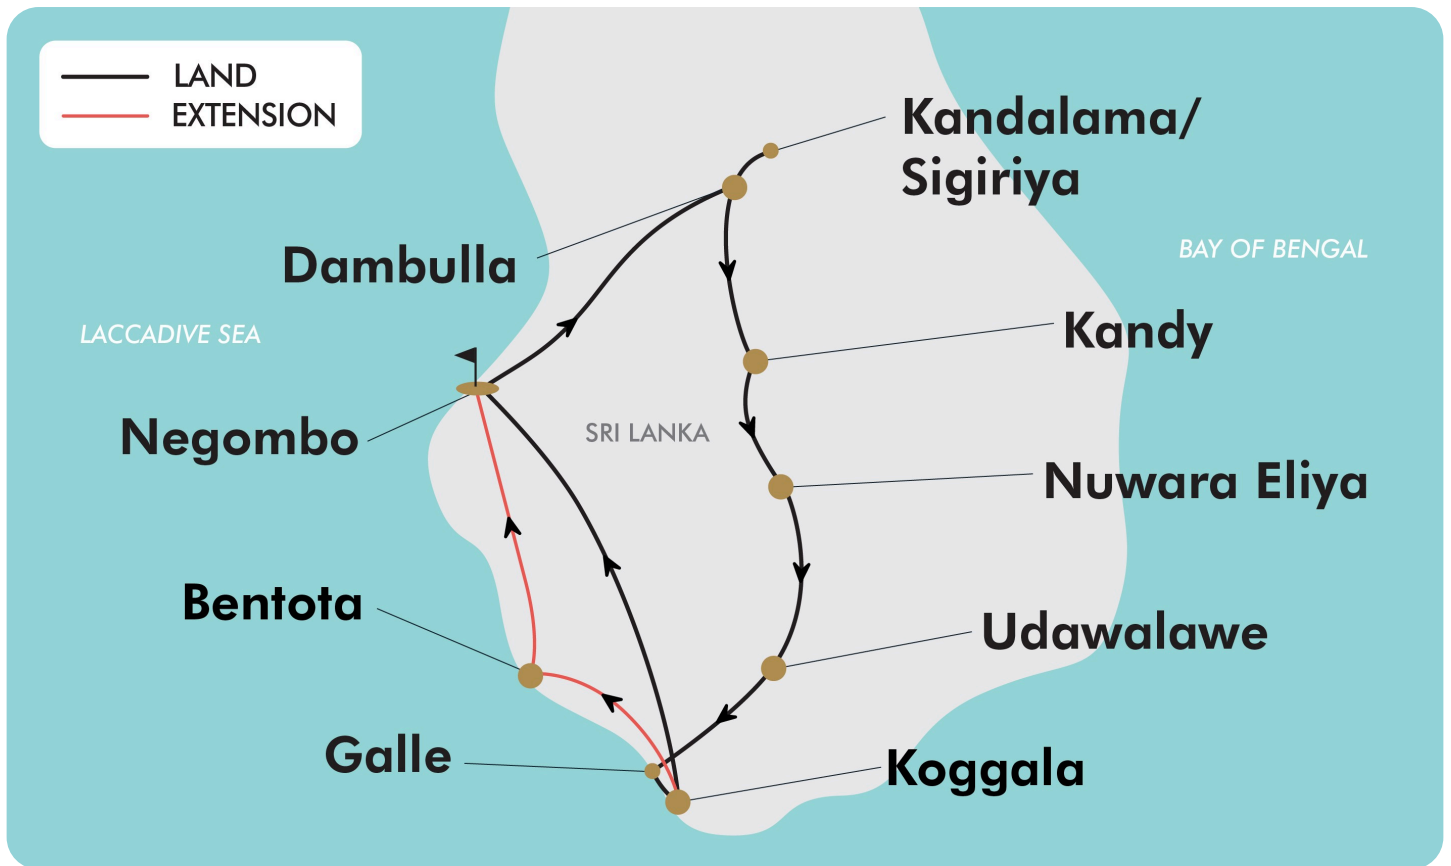 LAND
EXTENSION
Kandalama/
Sigiriya
BAY OF BENGAL
Dambulla
LACCADIVE SEA
Kandy
Negombo
SRI LANKA
Nuwara Eliya
Bentota
Udawalawe
Galle
Koggala